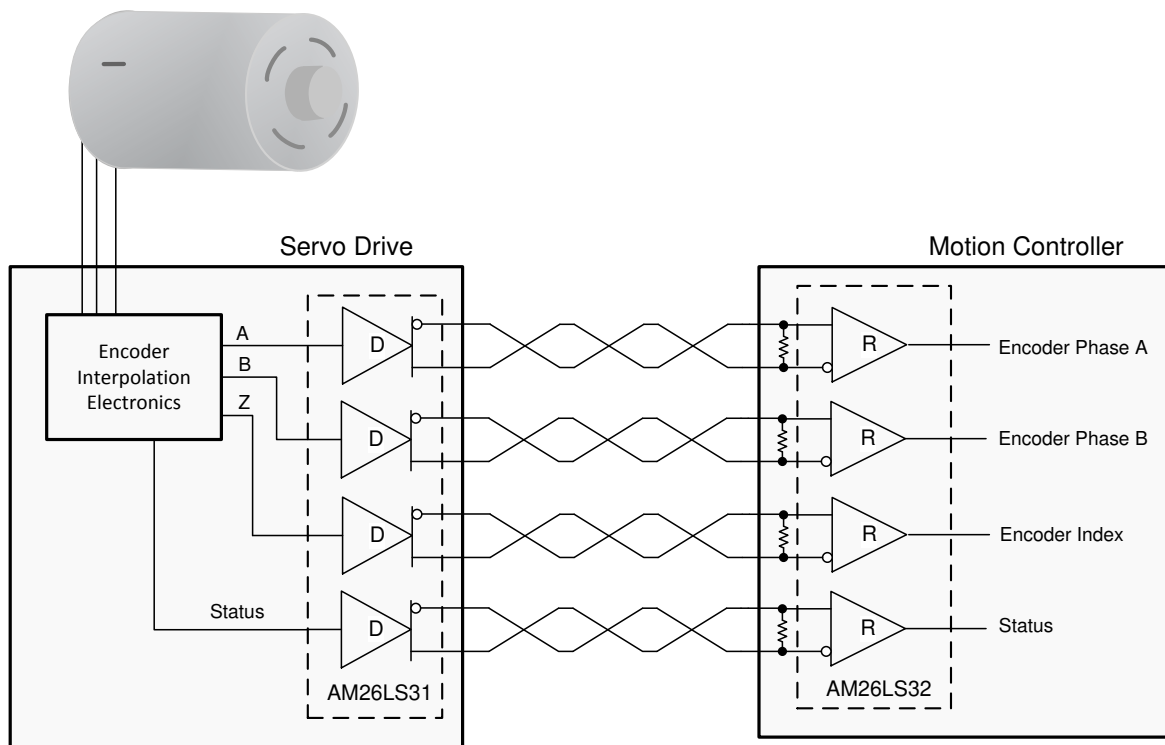 Servo Drive
Motion Controller
Encoder
Interpolation
Electronics
A
B
Z
Status
D
D
D
D
AM26LS31
R
R
R
R
AM26LS32
Encoder Phase A
Encoder Phase B
Encoder Index
Status